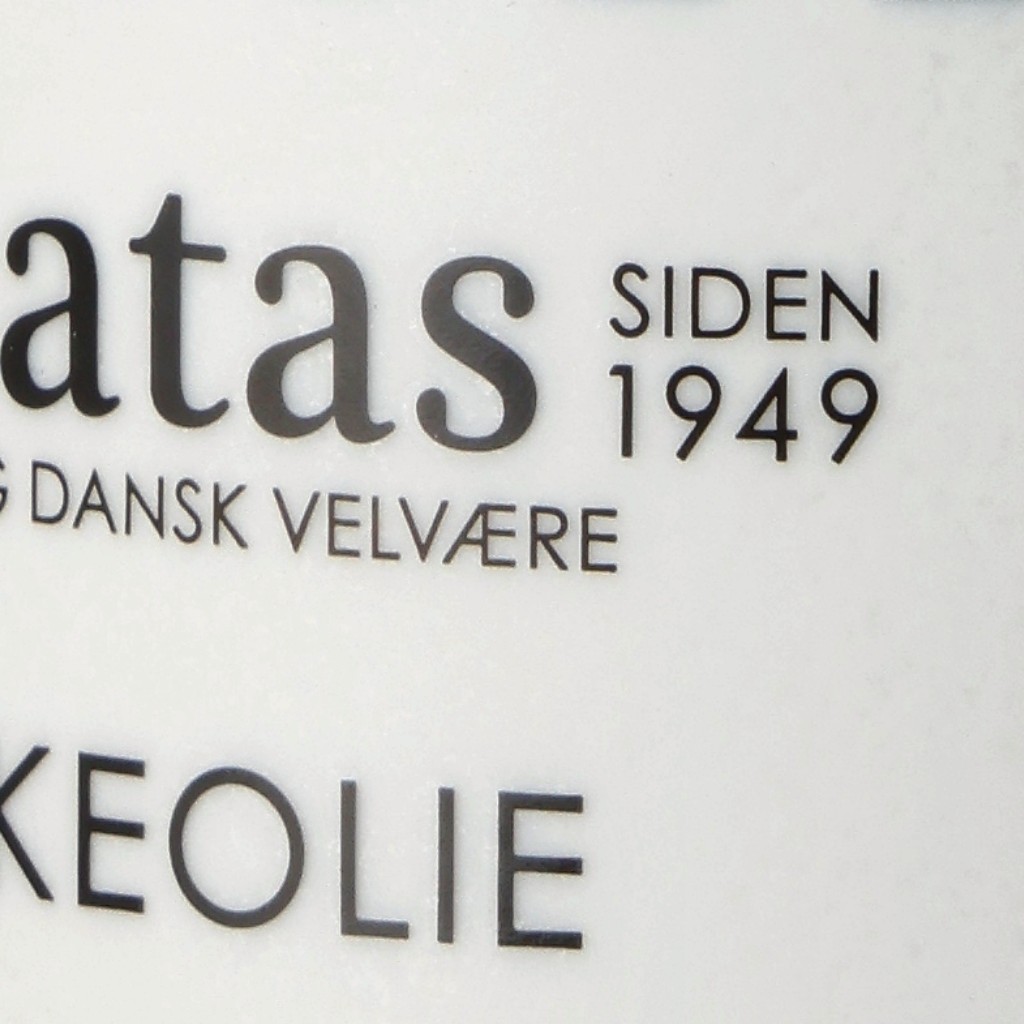 atas SIDEN 1949
DANSK VELVÆRE
KEOLIE